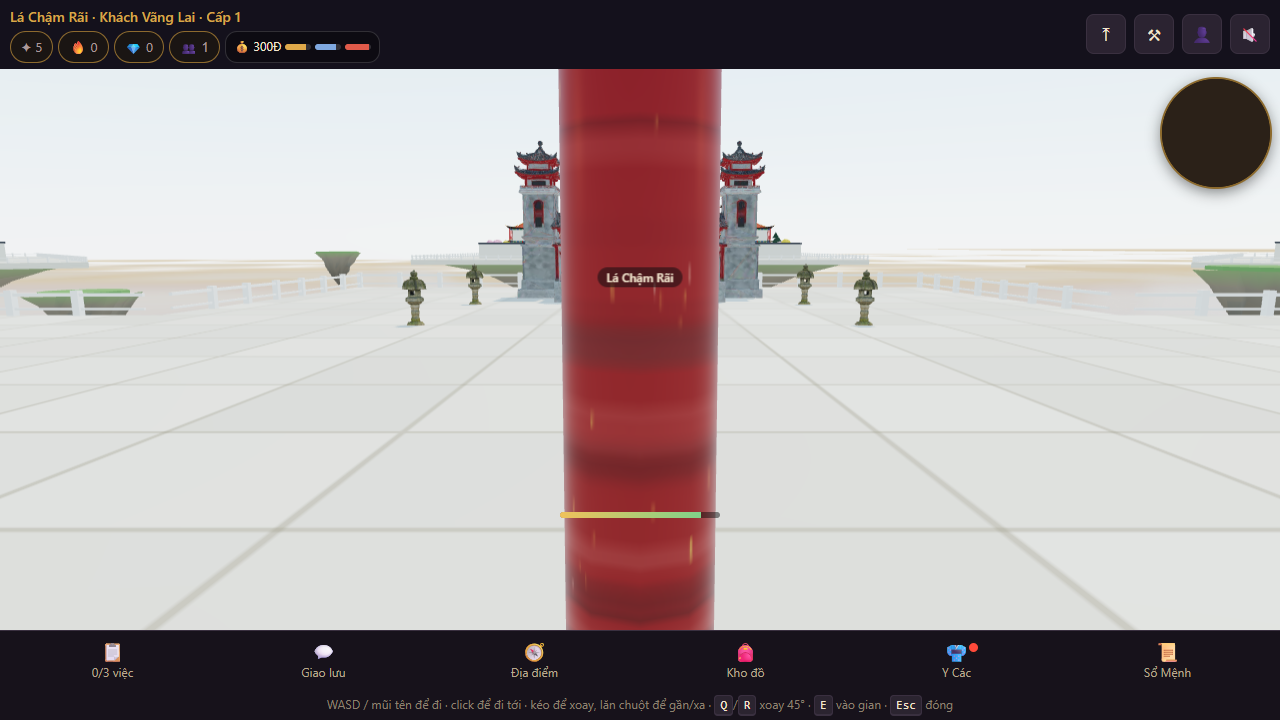 Lá Chậm Rãi · Khách Vãng Lai · Cấp 1
5 0 0 1 300Đ
Lá Chậm Rãi
0/3 việc Giao lưu Địa điểm Kho đồ Y Các Sổ Mệnh
WASD / mũi tên để đi · click để đi tới · kéo để xoay, lăn chuột để gần/xa · Q / R xoay 45° · E vào gian · Esc đóng